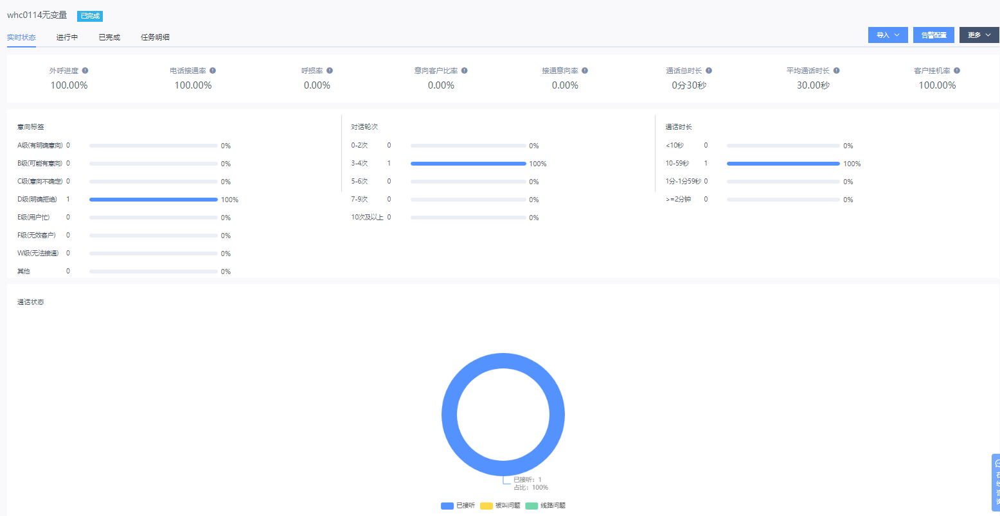 whc0114无变量 已完成
实时状态 进行中 已完成 任务明细 导入 告警配置 更多
外呼进度 电话接通率 呼损率 意向客户比率 接通意向率 通话总时长 平均通话时长 客户挂机率
100.00% 100.00% 0.00% 0.00% 0.00% 0分30秒 30.00秒 100.00%
意向标签
A级(有明确意向) 0 0%
B级(可能有意向) 0 0%
C级(意向不确定) 0 0%
D级(明确拒绝) 1 100%
E级(用户忙) 0 0%
F级(无效客户) 0 0%
W级(无法接通) 0 0%
其他 0 0%
对话轮次
0-2次 0 0%
3-4次 1 100%
5-6次 0 0%
7-9次 0 0%
10次及以上 0 0%
通话时长
<10秒 0 0%
10-59秒 1 100%
1分-1分59秒 0 0%
>=2分钟 0 0%
通话状态
已接听: 1
占比: 100%
已接听 被叫问题 线路问题